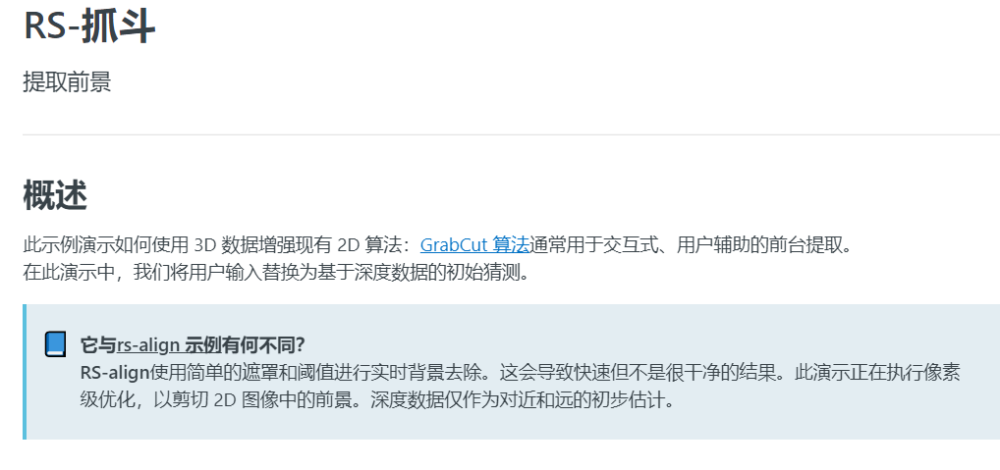 RS-抓斗
提取前景
概述
此示例演示如何使用 3D 数据增强现有 2D 算法：GrabCut 算法通常用于交互式、用户辅助的前台提取。
在此演示中，我们将用户输入替换为基于深度数据的初始猜测。
它与rs-align 示例有何不同？
RS-align使用简单的遮罩和阈值进行实时背景去除。这会导致快速但不是很干净的结果。此演示正在执行像素
级优化，以剪切 2D 图像中的前景。深度数据仅作为对近和远的初步估计。